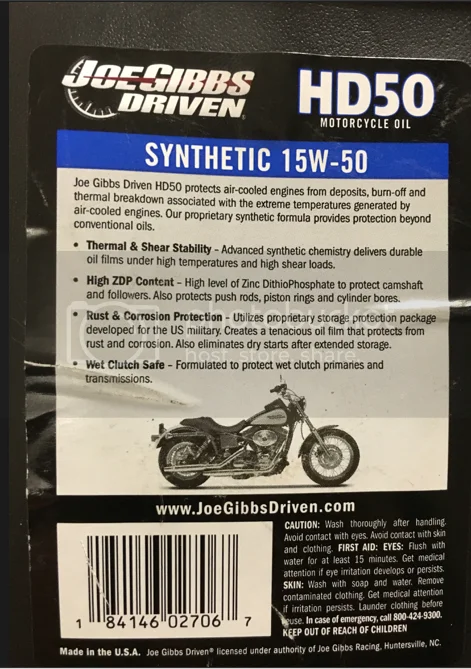 JOE GIBBS
DRIVEN
HD50
MOTORCYCLE OIL
SYNTHETIC 15W-50
Joe Gibbs Driven HD50 protects air-cooled engines from deposits, burn-off and
thermal breakdown associated with the extreme temperatures generated by
air-cooled engines. Our proprietary synthetic formula provides protection beyond
conventional oils.
• Thermal & Shear Stability – Advanced synthetic chemistry delivers durable
oil films under high temperatures and high shear loads.
• High ZDP Content – High level of Zinc DithioPhosphate to protect camshaft
and followers. Also protects push rods, piston rings and cylinder bores.
• Rust & Corrosion Protection – Utilizes proprietary storage protection package
developed for the US military. Creates a tenacious oil film that protects from
rust and corrosion. Also eliminates dry starts after extended storage.
host. store. share.
• Wet Clutch Safe – Formulated to protect wet clutch primaries and
transmissions.
www.JoeGibbsDriven.com
CAUTION: Wash thoroughly after handling.
Avoid contact with eyes. Avoid contact with skin
and clothing. FIRST AID: EYES: Flush with
water for at least 15 minutes. Get medical
attention if eye irritation develops or persists.
SKIN: Wash with soap and water. Remove
contaminated clothing. Get medical attention
if irritation persists. Launder clothing before
reuse. In case of emergency, call 800-424-9300.
KEEP OUT OF REACH OF CHILDREN
1 84146 02706 7
Made in the U.S.A. Joe Gibbs Driven® licensed under authority of Joe Gibbs Racing, Huntersville, NC.